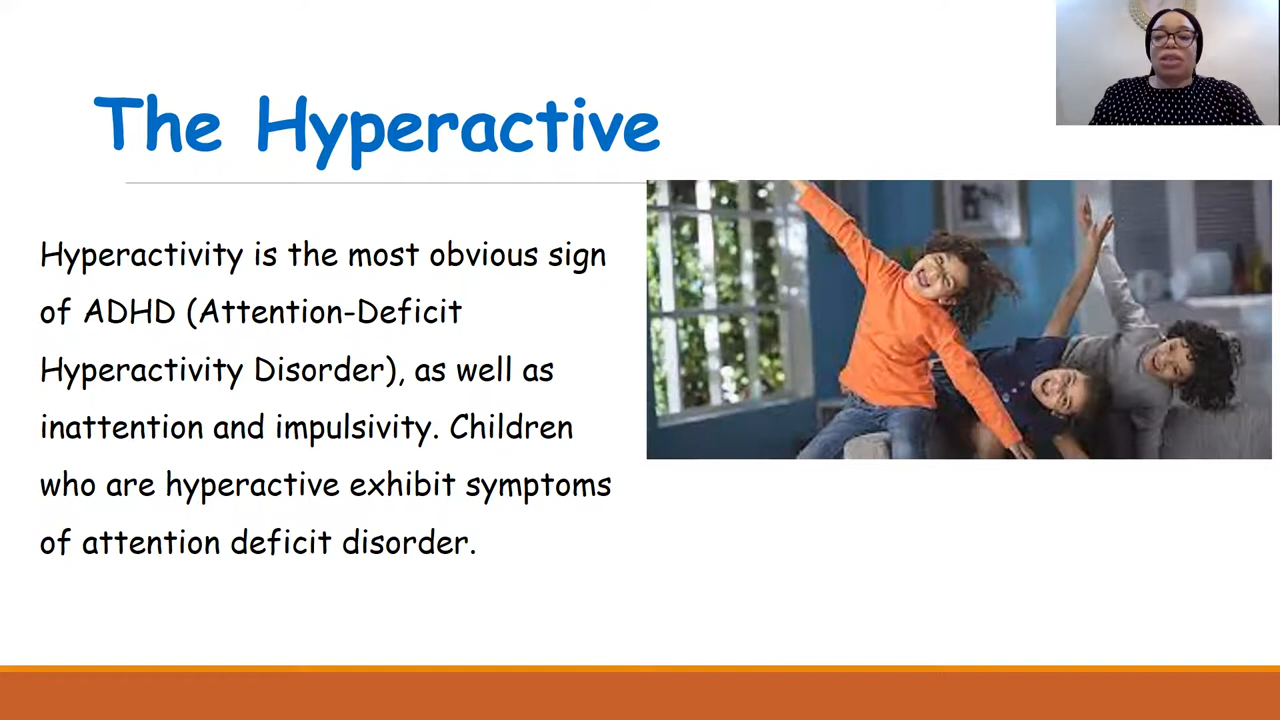 The Hyperactive
Hyperactivity is the most obvious sign
of ADHD (Attention-Deficit
Hyperactivity Disorder), as well as
inattention and impulsivity. Children
who are hyperactive exhibit symptoms
of attention deficit disorder.